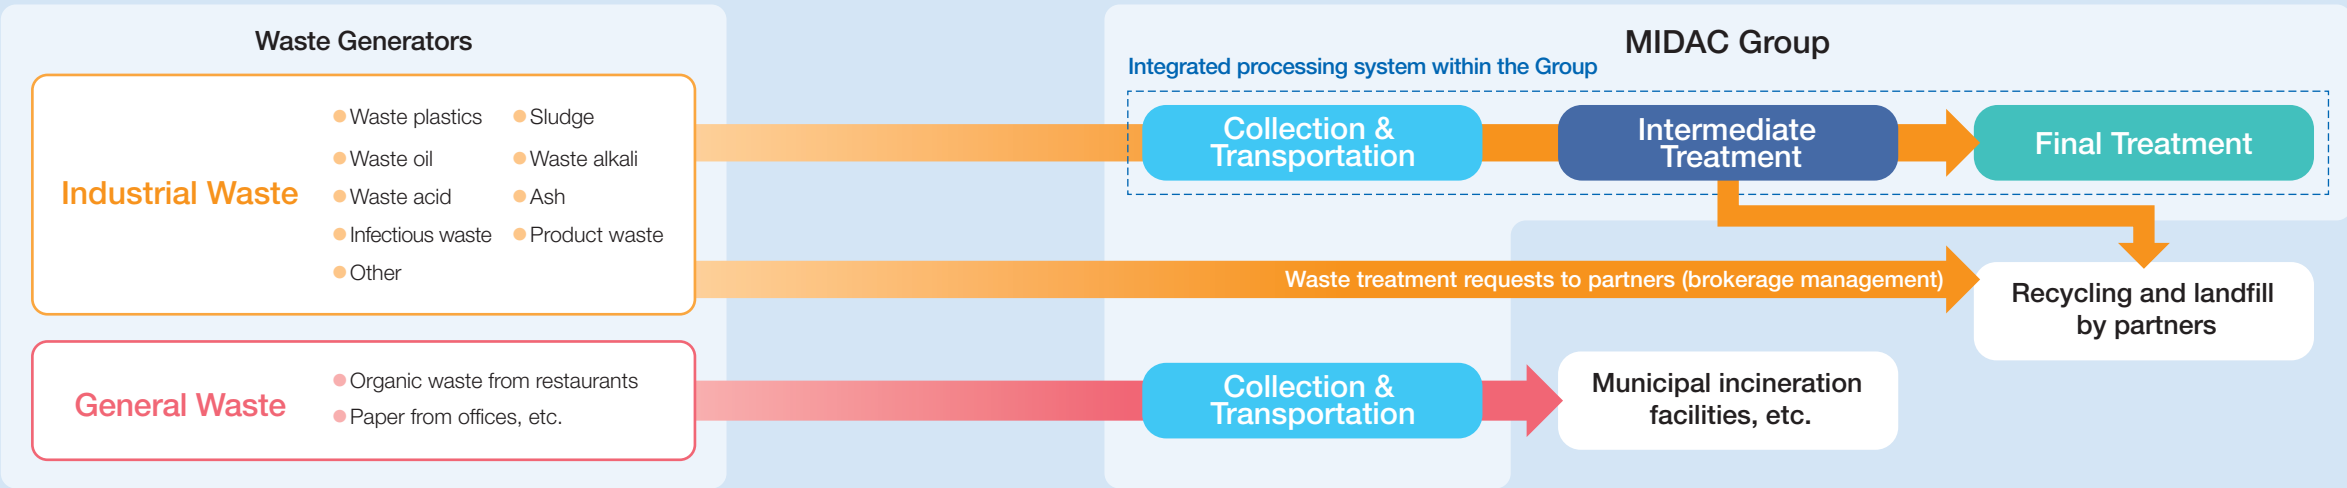 Waste Generators
Industrial Waste
Waste plastics
Sludge
Waste oil
Waste alkali
Waste acid
Ash
Infectious waste
Product waste
Other
General Waste
Organic waste from restaurants
Paper from offices, etc.
MIDAC Group
Integrated processing system within the Group
Collection &
Transportation
Intermediate
Treatment
Final Treatment
Waste treatment requests to partners (brokerage management)
Recycling and landfill
by partners
Collection &
Transportation
Municipal incineration
facilities, etc.